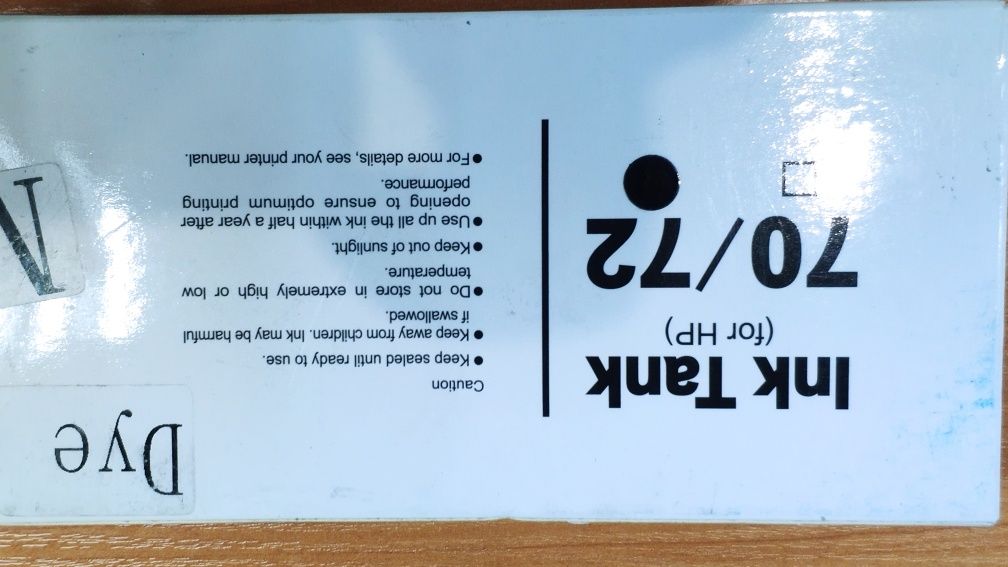 Dye
N
Ink Tank
(for HP)
70/72
Caution
● Keep sealed until ready to use.
● Keep away from children. Ink may be harmful
if swallowed.
● Do not store in extremely high or low
temperature.
● Keep out of sunlight.
● Use up all the ink within half a year after
opening to ensure optimum printing
performance.
● For more details, see your printer manual.